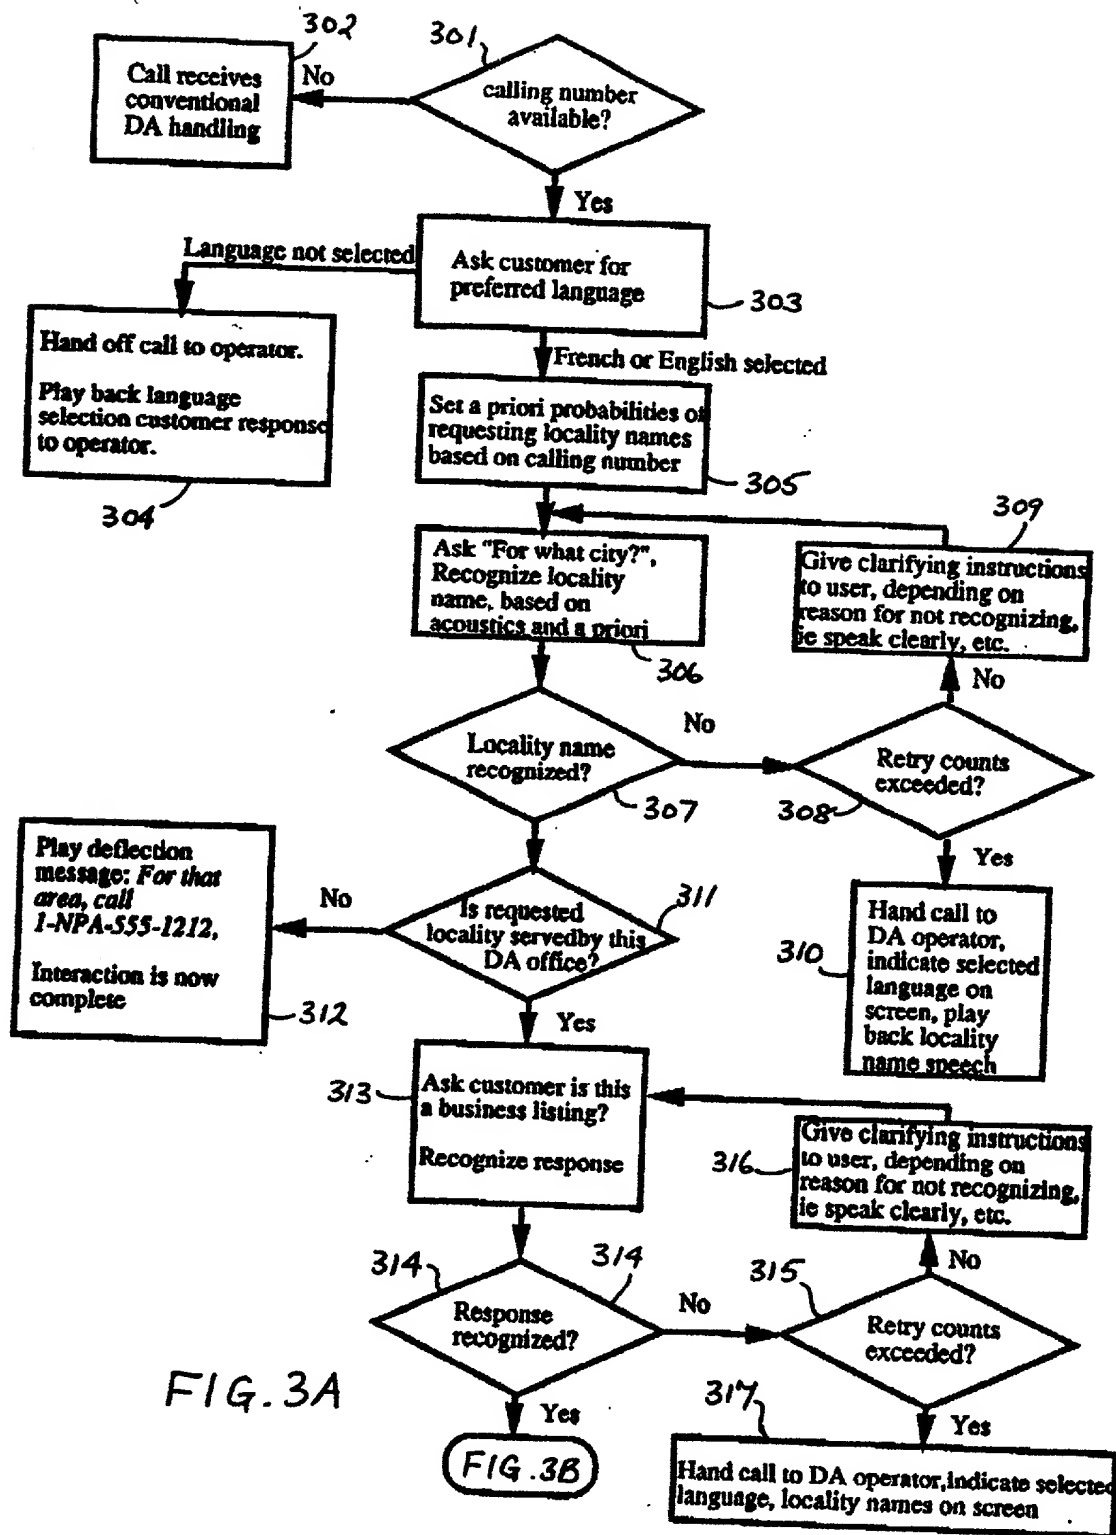 302
301
Call receives
conventional
DA handling
No
calling number
available?
Yes
Language not selected
Ask customer for
preferred language
303
Hand off call to operator.
Play back language
selection customer response
to operator.
304
French or English selected
Set a priori probabilities of
requesting locality names
based on calling number
305
309
Ask "For what city?",
Recognize locality
name, based on
acoustics and a priori
306
Give clarifying instructions
to user, depending on
reason for not recognizing,
ie speak clearly, etc.
No
Locality name
recognized?
307
No
Retry counts
exceeded?
308
Yes
Play deflection
message: For that
area, call
1-NPA-555-1212,
Interaction is now
complete
312
No
Is requested
locality servedby this
DA office?
311
Yes
310
Hand call to
DA operator,
indicate selected
language on
screen, play
back locality
name speech
313
Ask customer is this
a business listing?
Recognize response
316
Give clarifying instructions
to user, depending on
reason for not recognizing,
ie speak clearly, etc.
No
314
314
Response
recognized?
No
315
Retry counts
exceeded?
Yes
FIG. 3A
Yes
FIG. 3B
317
Hand call to DA operator,indicate selected
language, locality names on screen